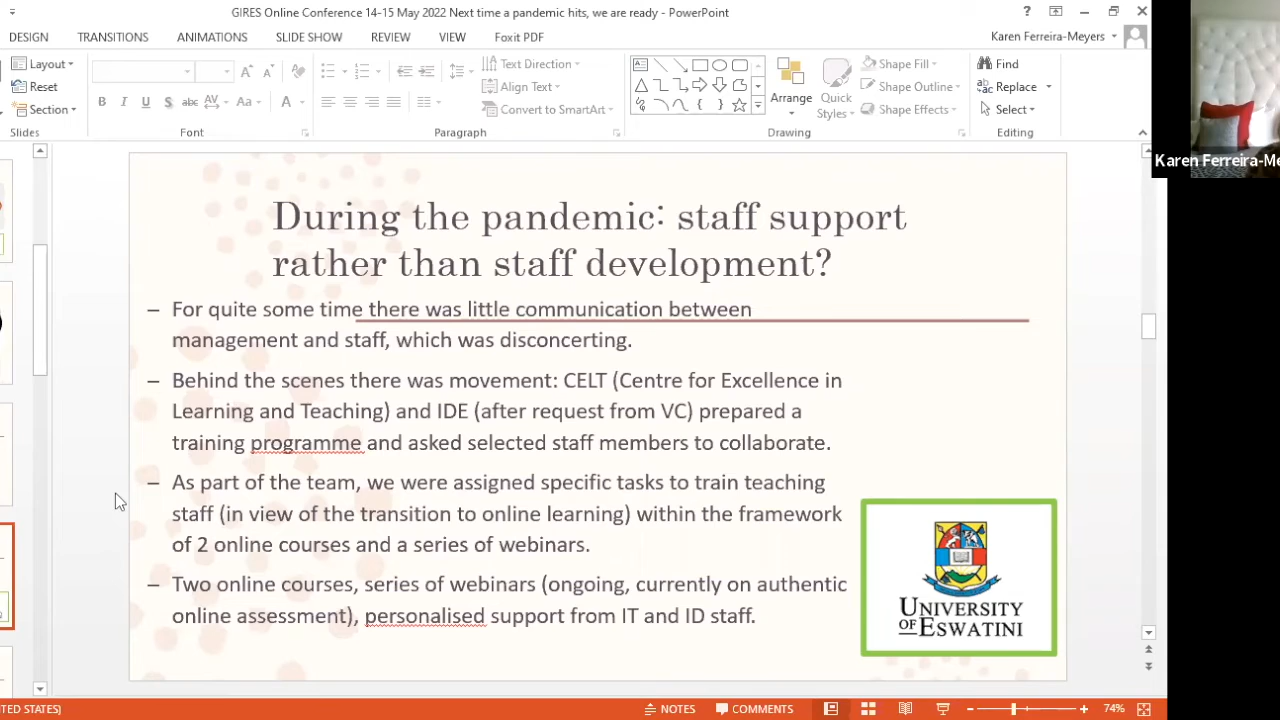 GIRES Online Conference 14-15 May 2022 Next time a pandemic hits, we are ready - PowerPoint
?
DESIGN TRANSITIONS ANIMATIONS SLIDE SHOW REVIEW VIEW Foxit PDF
Karen Ferreira-Meyers
Layout
Reset
Section
Slides
B I U S abc AV Aa A
Font
Text Direction
Align Text
Convert to SmartArt
Paragraph
Arrange
Quick
Styles
Shape Fill
Shape Outline
Shape Effects
Drawing
Find
Replace
Select
Editing
Karen Ferreira-Me
During the pandemic: staff support
rather than staff development?
– For quite some time there was little communication between
management and staff, which was disconcerting.
– Behind the scenes there was movement: CELT (Centre for Excellence in
Learning and Teaching) and IDE (after request from VC) prepared a
training programme and asked selected staff members to collaborate.
– As part of the team, we were assigned specific tasks to train teaching
staff (in view of the transition to online learning) within the framework
of 2 online courses and a series of webinars.
– Two online courses, series of webinars (ongoing, currently on authentic
online assessment), personalised support from IT and ID staff.
UNIVERSITY
OF ESWATINI
ITED STATES)
NOTES COMMENTS 74%